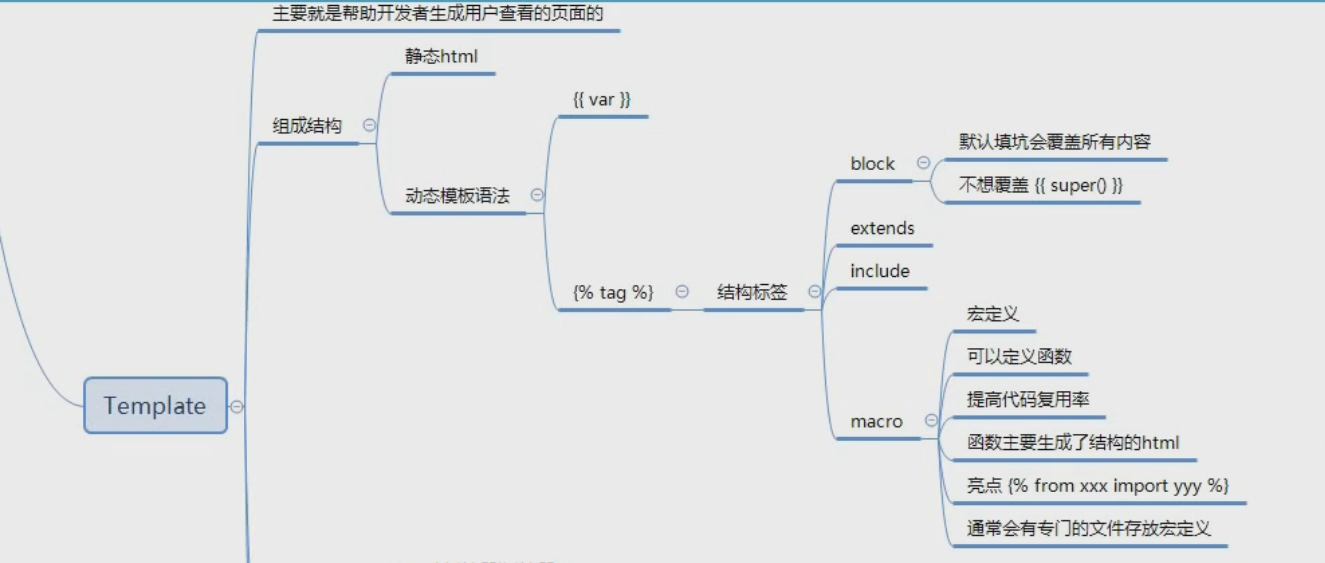 主要就是帮助开发者生成用户查看的页面的
静态html
{{ var }}
组成结构
默认填坑会覆盖所有内容
block
不想覆盖 {{ super() }}
动态模板语法
extends
include
{% tag %}
结构标签
宏定义
可以定义函数
提高代码复用率
Template
macro
函数主要生成了结构的html
亮点 {% from xxx import yyy %}
通常会有专门的文件存放宏定义